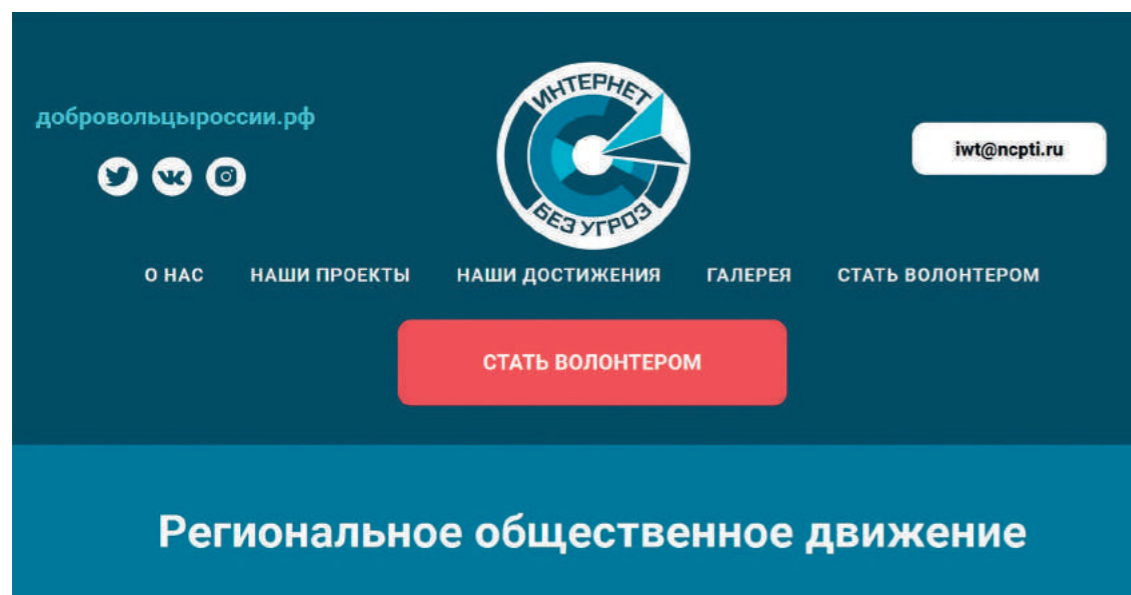 добровольцыроссии.рф
ИНТЕРНЕТ
БЕЗ УГРОЗ
iwt@ncpti.ru
О НАС НАШИ ПРОЕКТЫ НАШИ ДОСТИЖЕНИЯ ГАЛЕРЕЯ СТАТЬ ВОЛОНТЕРОМ
СТАТЬ ВОЛОНТЕРОМ
Региональное общественное движение